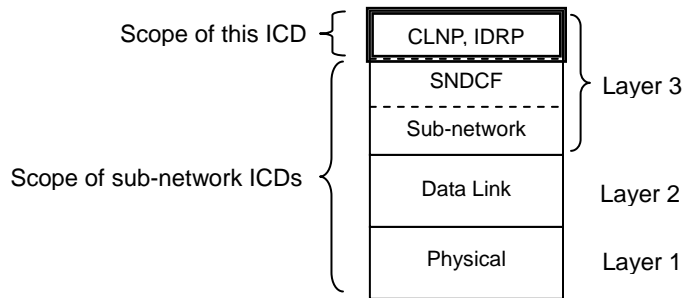 Scope of this ICD
CLNP, IDRP
SNDCF
Layer 3
Sub-network
Scope of sub-network ICDs
Data Link
Layer 2
Physical
Layer 1